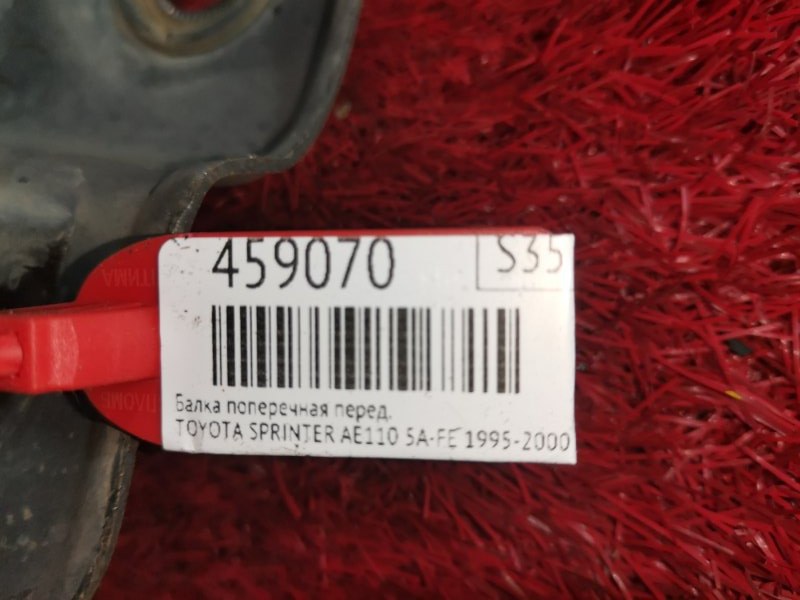 459070
S35
Балка поперечная перед.
TOYOTA SPRINTER AE110 5A-FE 1995-2000